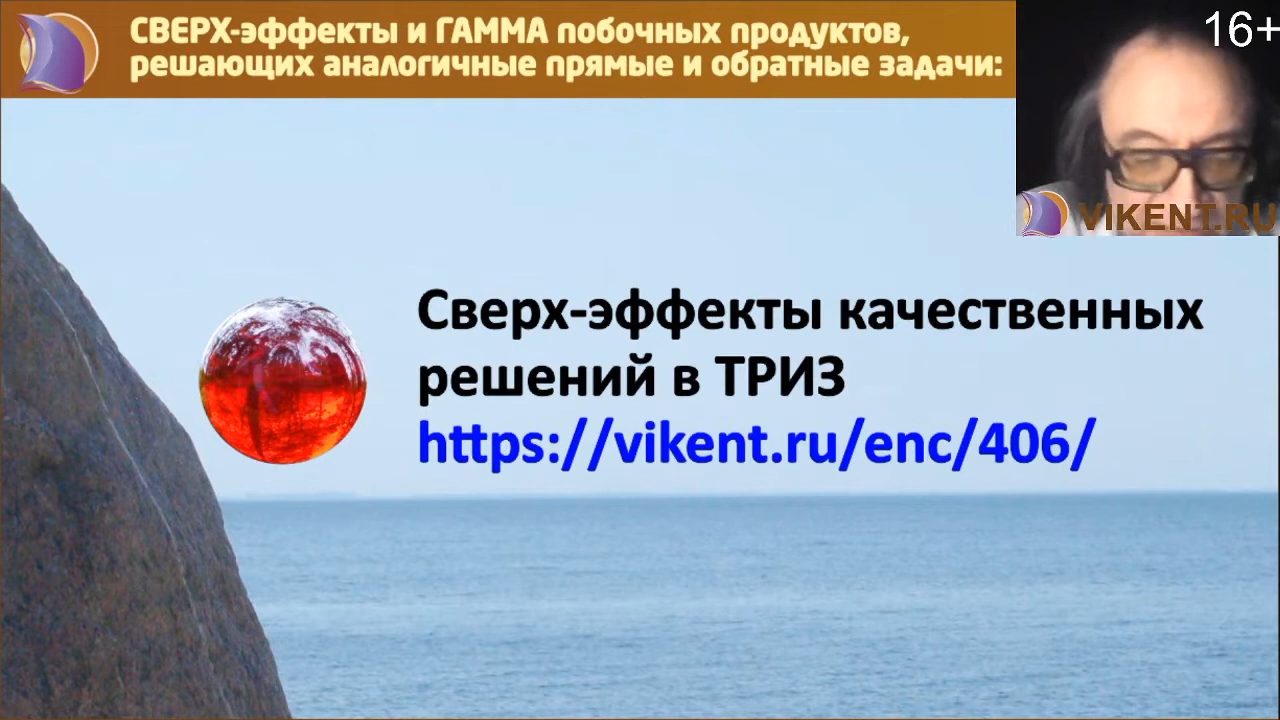 СВЕРХ-эффекты и ГАММА побочных продуктов,
решающих аналогичные прямые и обратные задачи:
16+
VIKENT.RU
Сверх-эффекты качественных
решений в ТРИЗ
https://vikent.ru/enc/406/